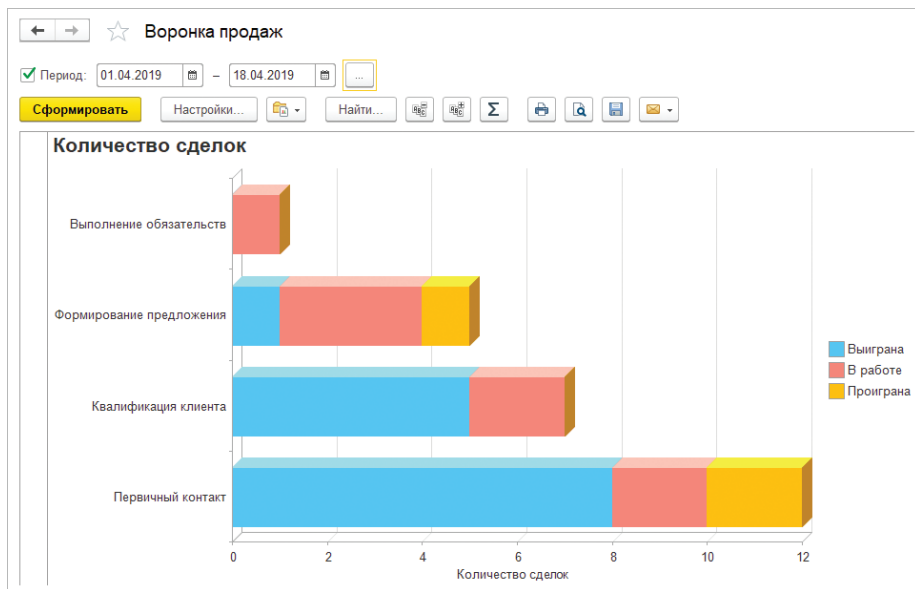 Воронка продаж
Период: 01.04.2019 – 18.04.2019 ...
Сформировать Настройки... Найти... Σ
Количество сделок
Выполнение обязательств
Формирование предложения
Квалификация клиента
Первичный контакт
Выиграна
В работе
Проиграна
0 2 4 6 8 10 12
Количество сделок